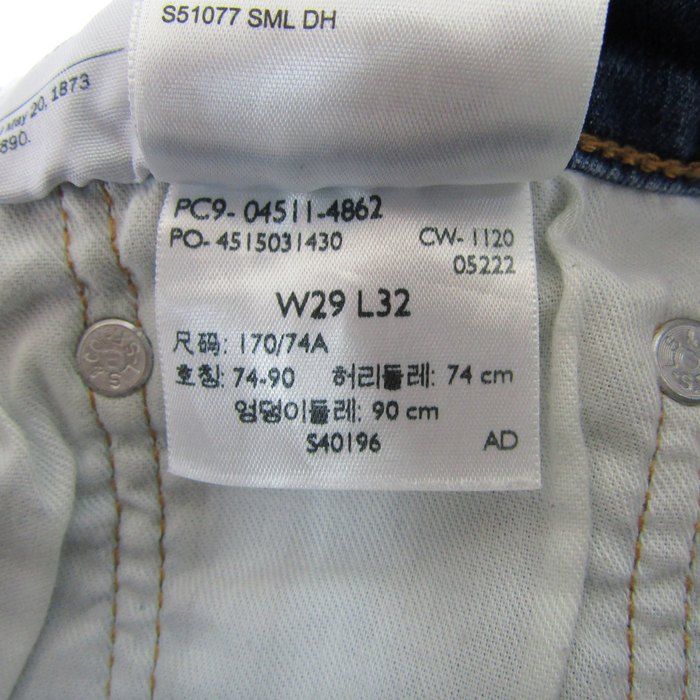 S51077 SML DH
May 20, 1873
890.
PC9- 04511-4862
PO- 4515031430 CW- 1120
05222
W29 L32
尺码: 170/74A
호칭: 74-90 허리둘레: 74 cm
엉덩이둘레: 90 cm
S40196 AD